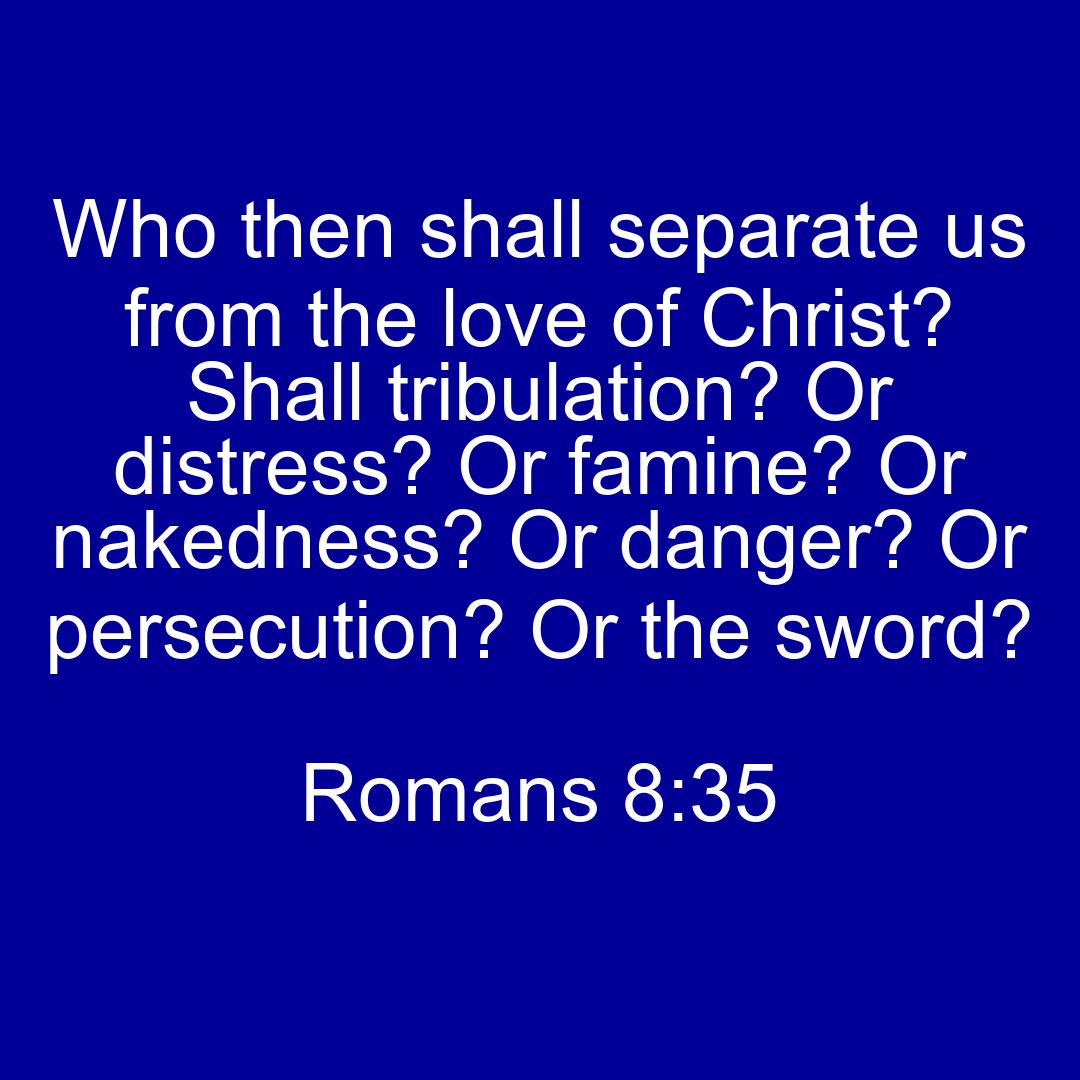 Who then shall separate us
from the love of Christ?
Shall tribulation? Or
distress? Or famine? Or
nakedness? Or danger? Or
persecution? Or the sword?
Romans 8:35